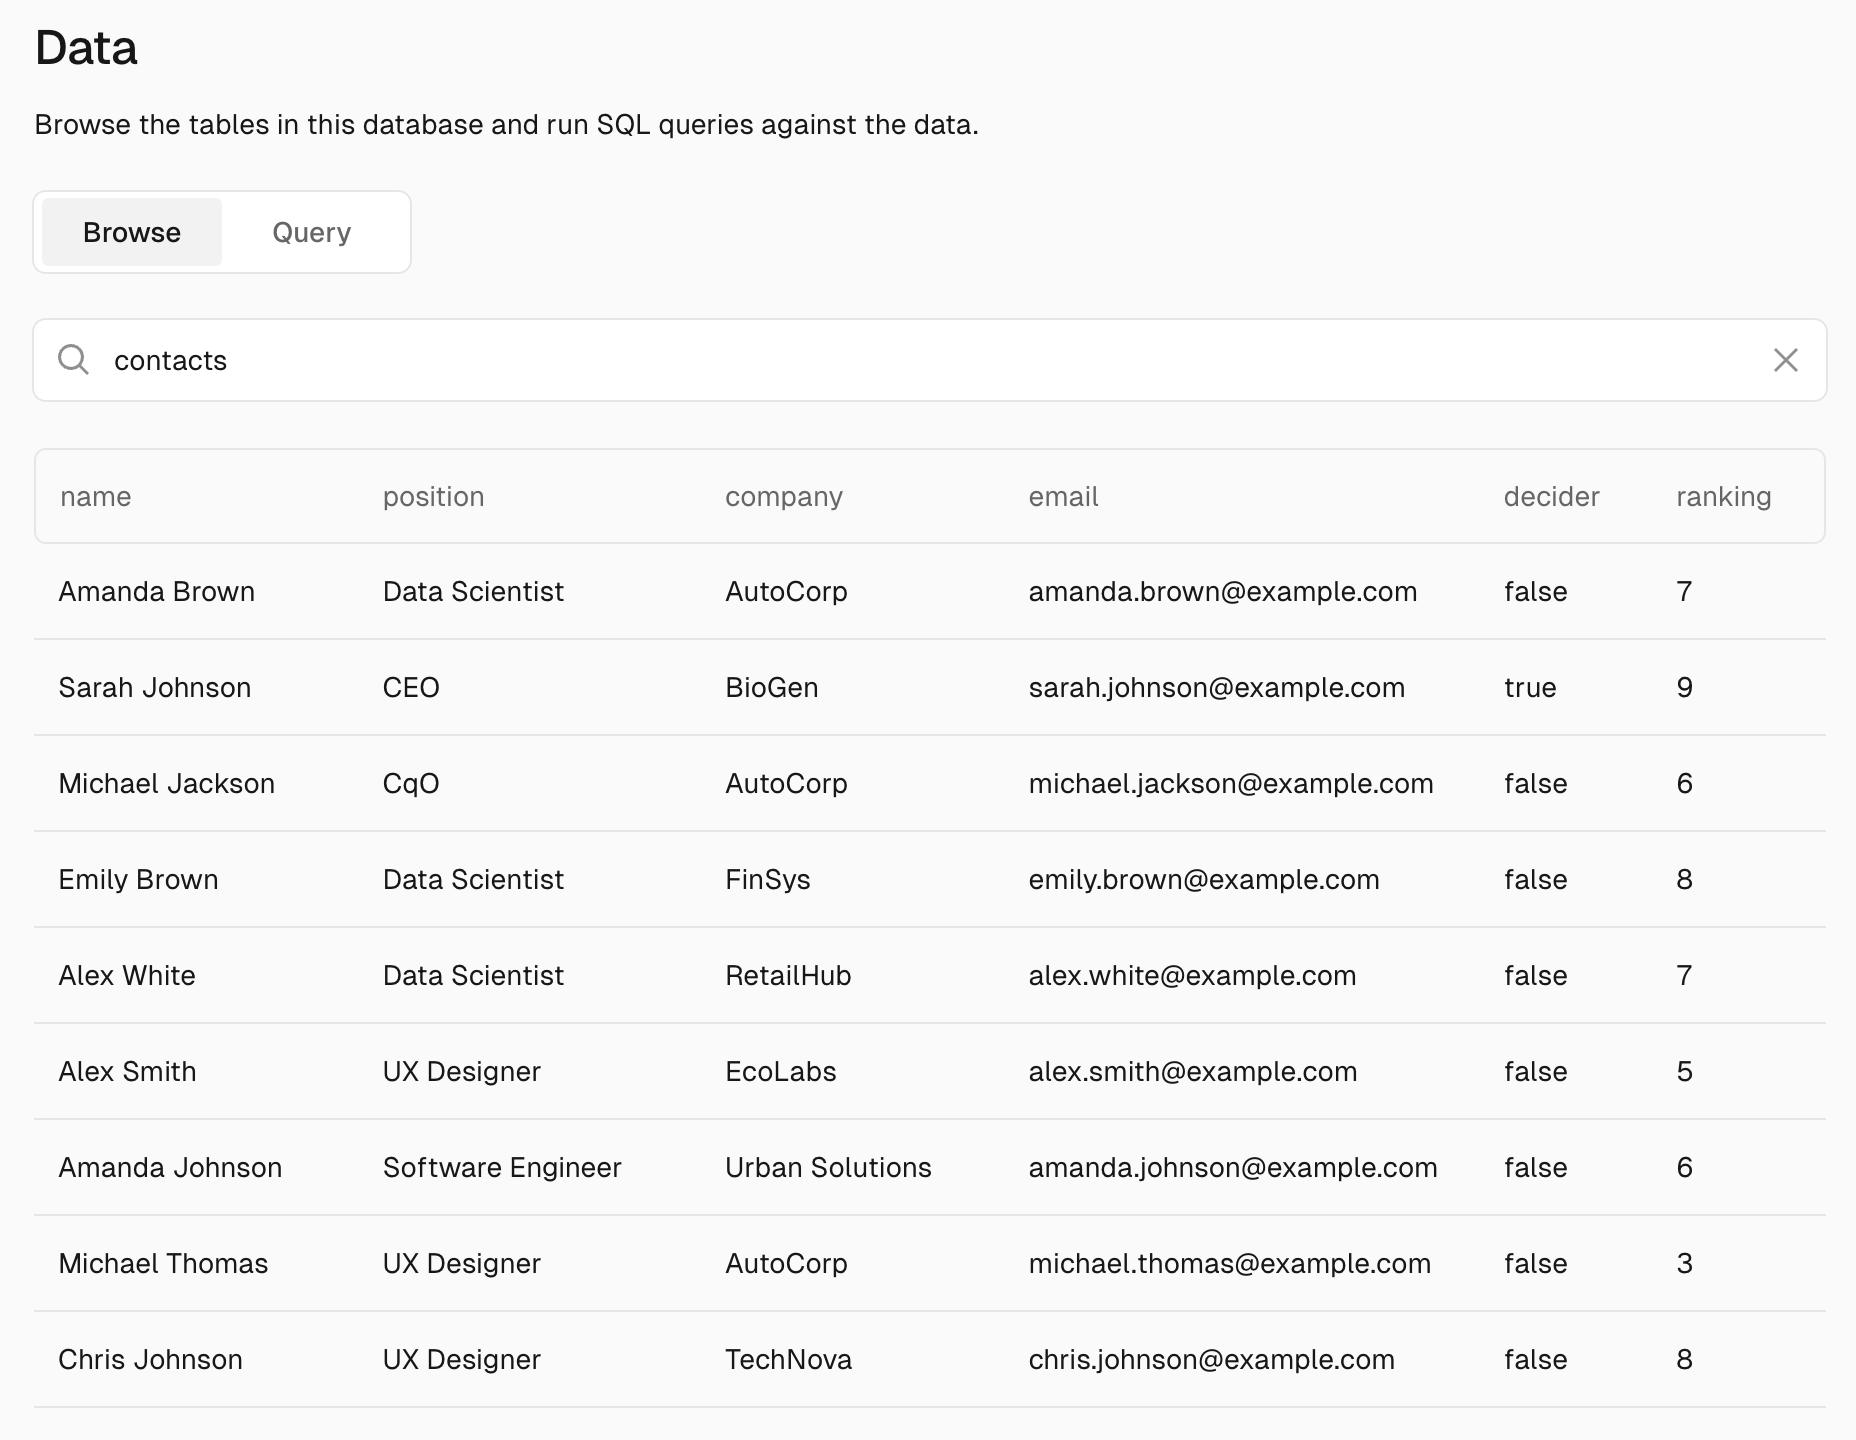 Data
Browse the tables in this database and run SQL queries against the data.
Browse Query
contacts
name position company email decider ranking
Amanda Brown Data Scientist AutoCorp amanda.brown@example.com false 7
Sarah Johnson CEO BioGen sarah.johnson@example.com true 9
Michael Jackson CqO AutoCorp michael.jackson@example.com false 6
Emily Brown Data Scientist FinSys emily.brown@example.com false 8
Alex White Data Scientist RetailHub alex.white@example.com false 7
Alex Smith UX Designer EcoLabs alex.smith@example.com false 5
Amanda Johnson Software Engineer Urban Solutions amanda.johnson@example.com false 6
Michael Thomas UX Designer AutoCorp michael.thomas@example.com false 3
Chris Johnson UX Designer TechNova chris.johnson@example.com false 8